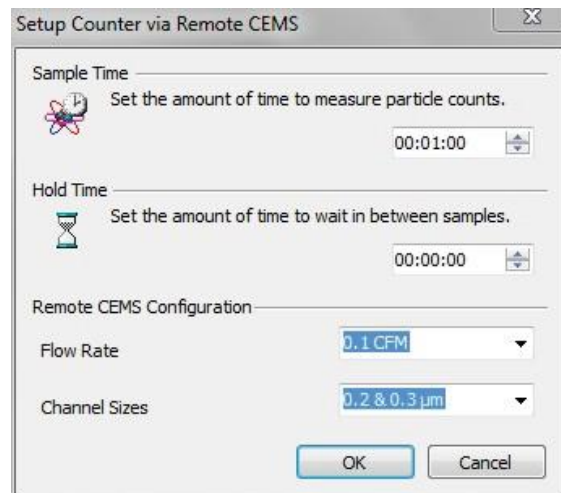 Setup Counter via Remote CEMS
Sample Time
Set the amount of time to measure particle counts.
00:01:00
Hold Time
Set the amount of time to wait in between samples.
00:00:00
Remote CEMS Configuration
Flow Rate
0.1 CFM
Channel Sizes
0.2 & 0.3 µm
OK
Cancel